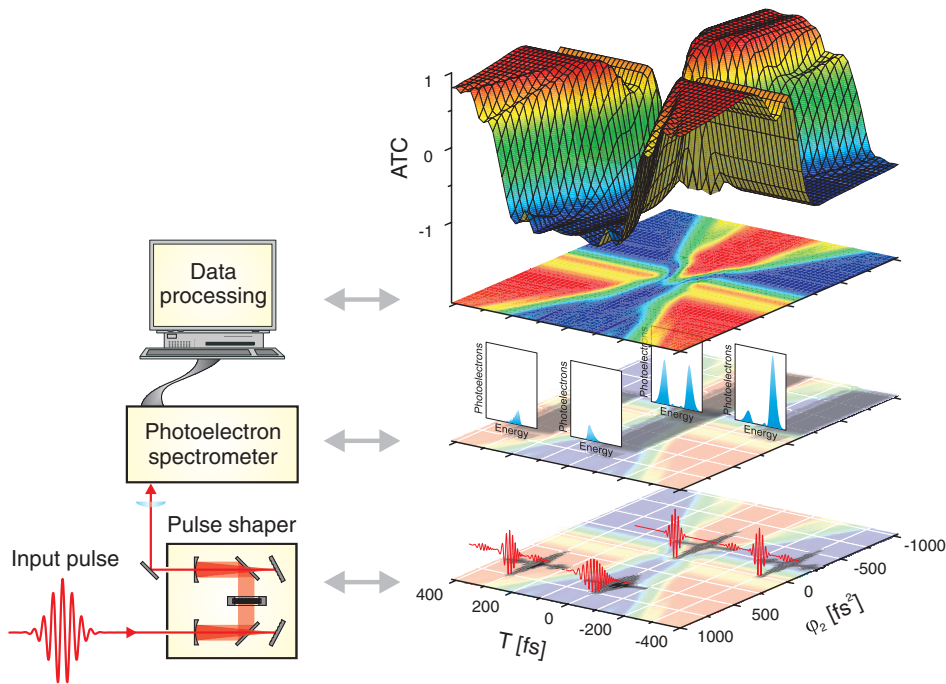 ATC
1
0
-1
Data
processing
Photoelectrons
Energy
Photoelectrons
Energy
Photoelectrons
Energy
Photoelectrons
Energy
Photoelectron
spectrometer
Pulse shaper
Input pulse
400
200
0
-200
-400
T [fs]
1000
500
0
-500
-1000
φ₂ [fs²]